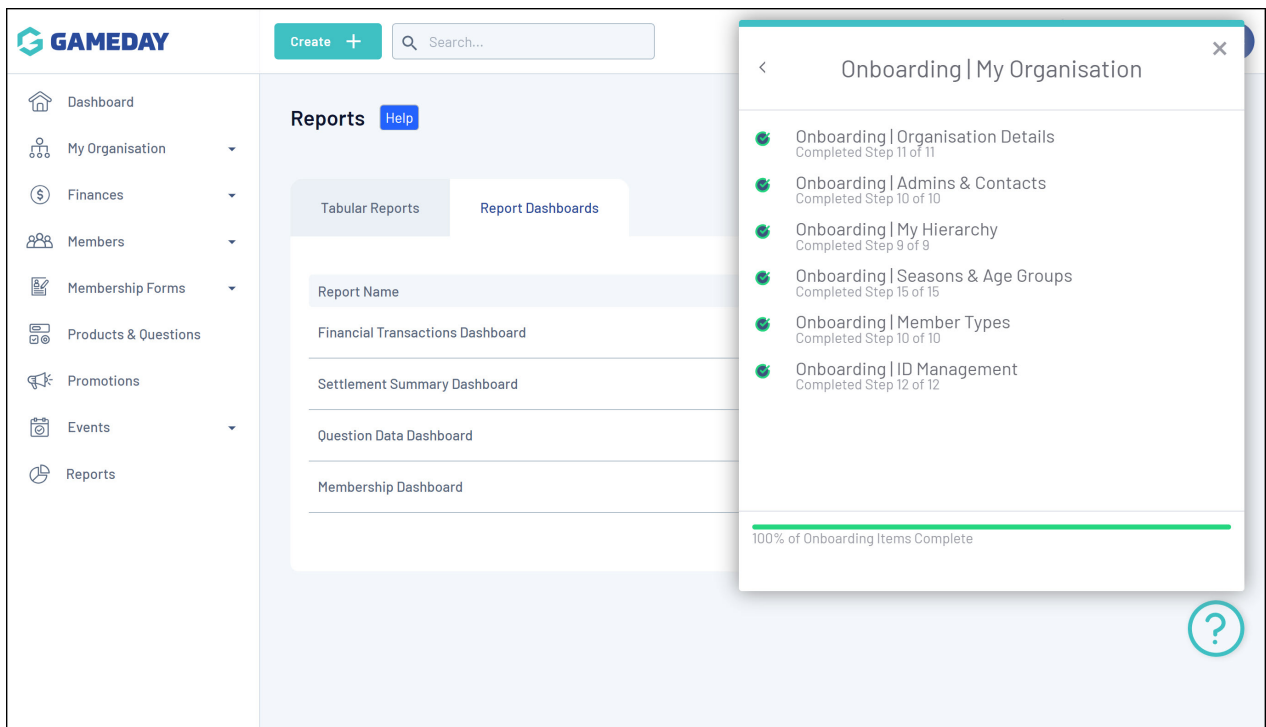 GAMEDAY
Create +
Search...
Dashboard
My Organisation
Finances
Members
Membership Forms
Products & Questions
Promotions
Events
Reports
Reports
Help
Tabular Reports
Report Dashboards
Report Name
Financial Transactions Dashboard
Settlement Summary Dashboard
Question Data Dashboard
Membership Dashboard
Onboarding | My Organisation
Onboarding | Organisation Details
Completed Step 11 of 11
Onboarding | Admins & Contacts
Completed Step 10 of 10
Onboarding | My Hierarchy
Completed Step 9 of 9
Onboarding | Seasons & Age Groups
Completed Step 15 of 15
Onboarding | Member Types
Completed Step 10 of 10
Onboarding | ID Management
Completed Step 12 of 12
100% of Onboarding Items Complete
?